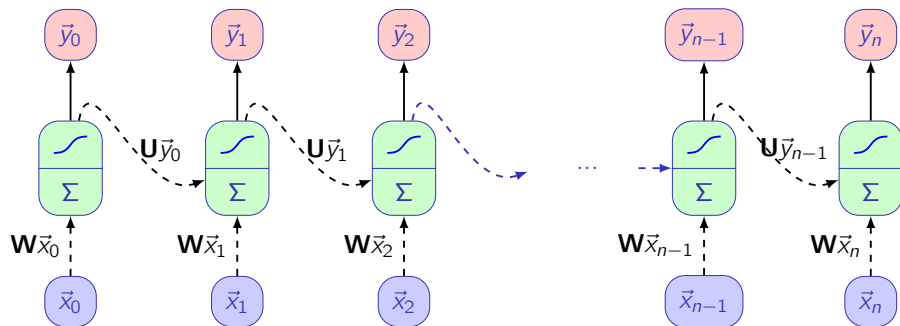 y⃗₀ y⃗₁ y⃗₂ y⃗ₙ₋₁ y⃗ₙ
Uy⃗₀ Uy⃗₁ ... Uy⃗ₙ₋₁
Σ Σ Σ Σ Σ
Wx⃗₀ Wx⃗₁ Wx⃗₂ Wx⃗ₙ₋₁ Wx⃗ₙ
x⃗₀ x⃗₁ x⃗₂ x⃗ₙ₋₁ x⃗ₙ